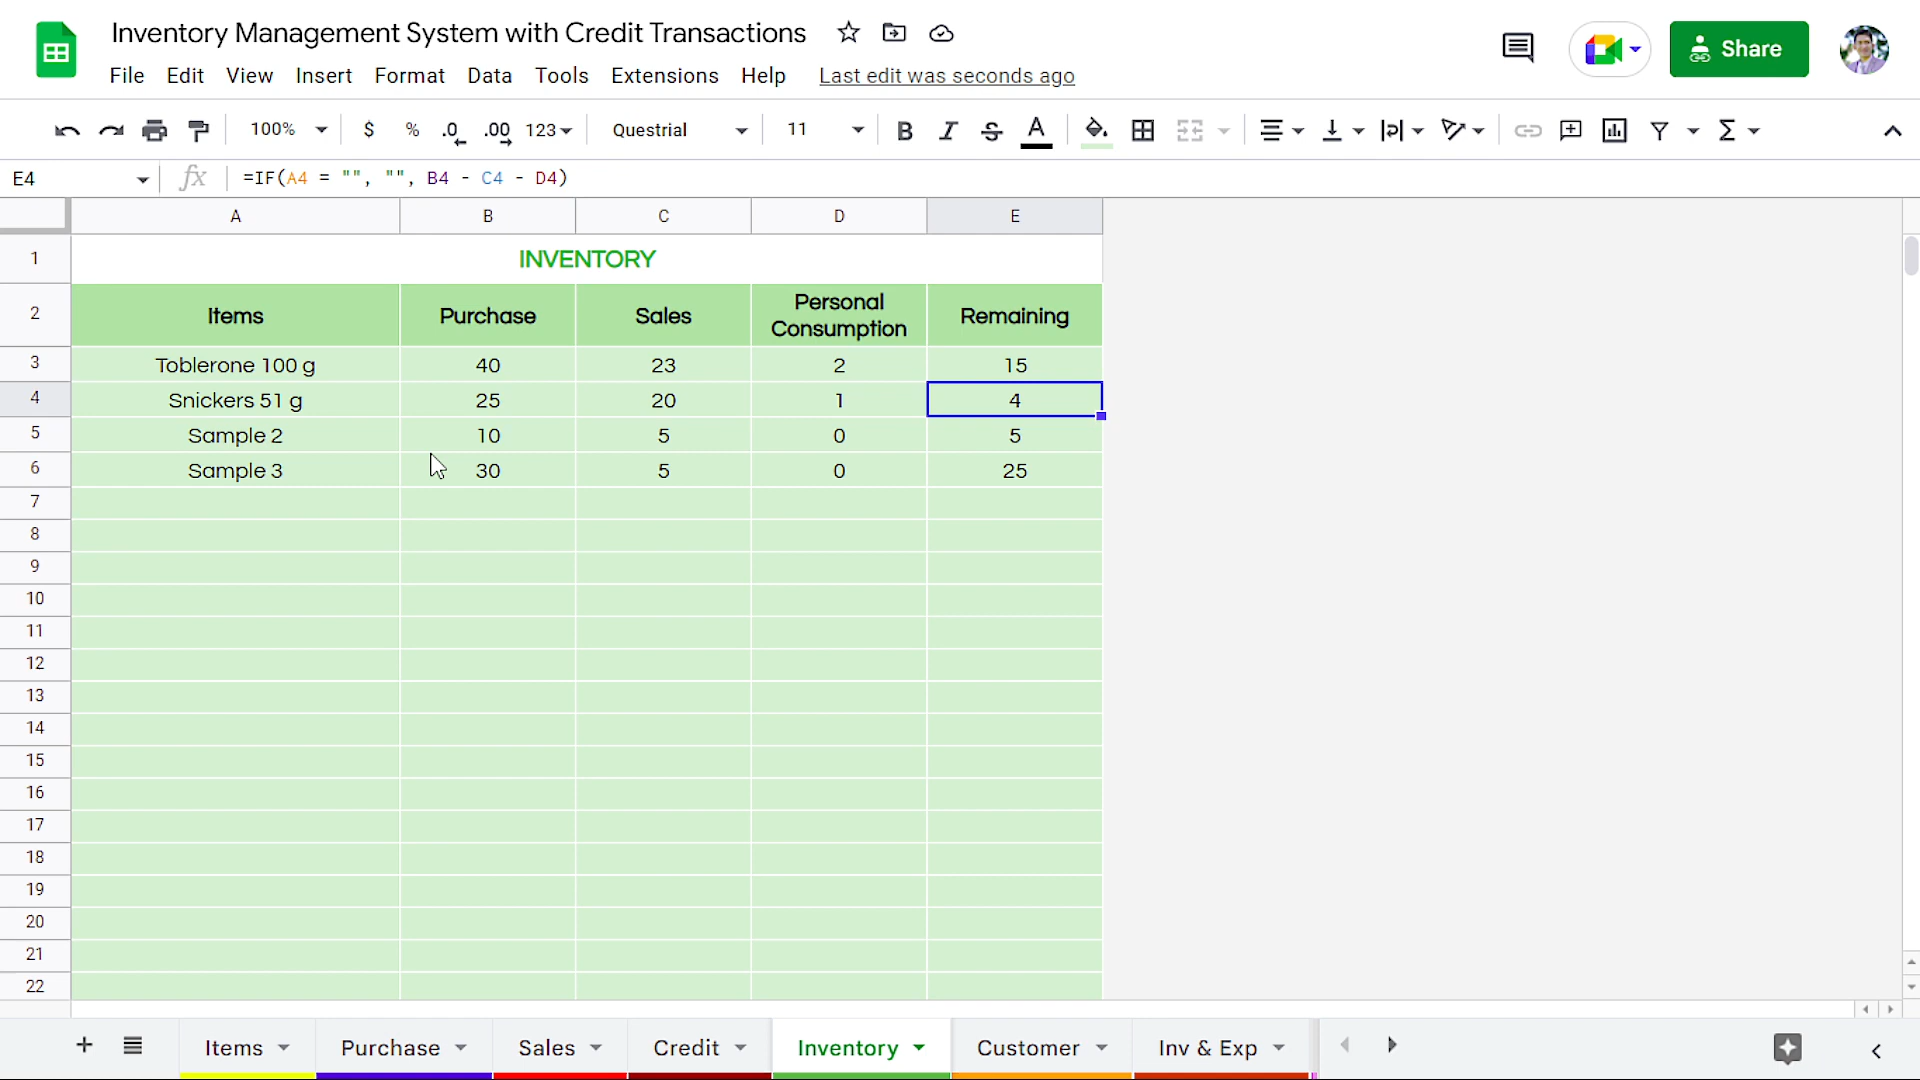 Inventory Management System with Credit Transactions
File Edit View Insert Format Data Tools Extensions Help Last edit was seconds ago
Share
100% $ % .0 .00 123 Questrial 11 B I S A
E4 fx =IF(A4 = "", "", B4 - C4 - D4)
A B C D E
1 INVENTORY
2 Items Purchase Sales Personal Consumption Remaining
3 Toblerone 100 g 40 23 2 15
4 Snickers 51 g 25 20 1 4
5 Sample 2 10 5 0 5
6 Sample 3 30 5 0 25
7
8
9
10
11
12
13
14
15
16
17
18
19
20
21
22
+ Items Purchase Sales Credit Inventory Customer Inv & Exp